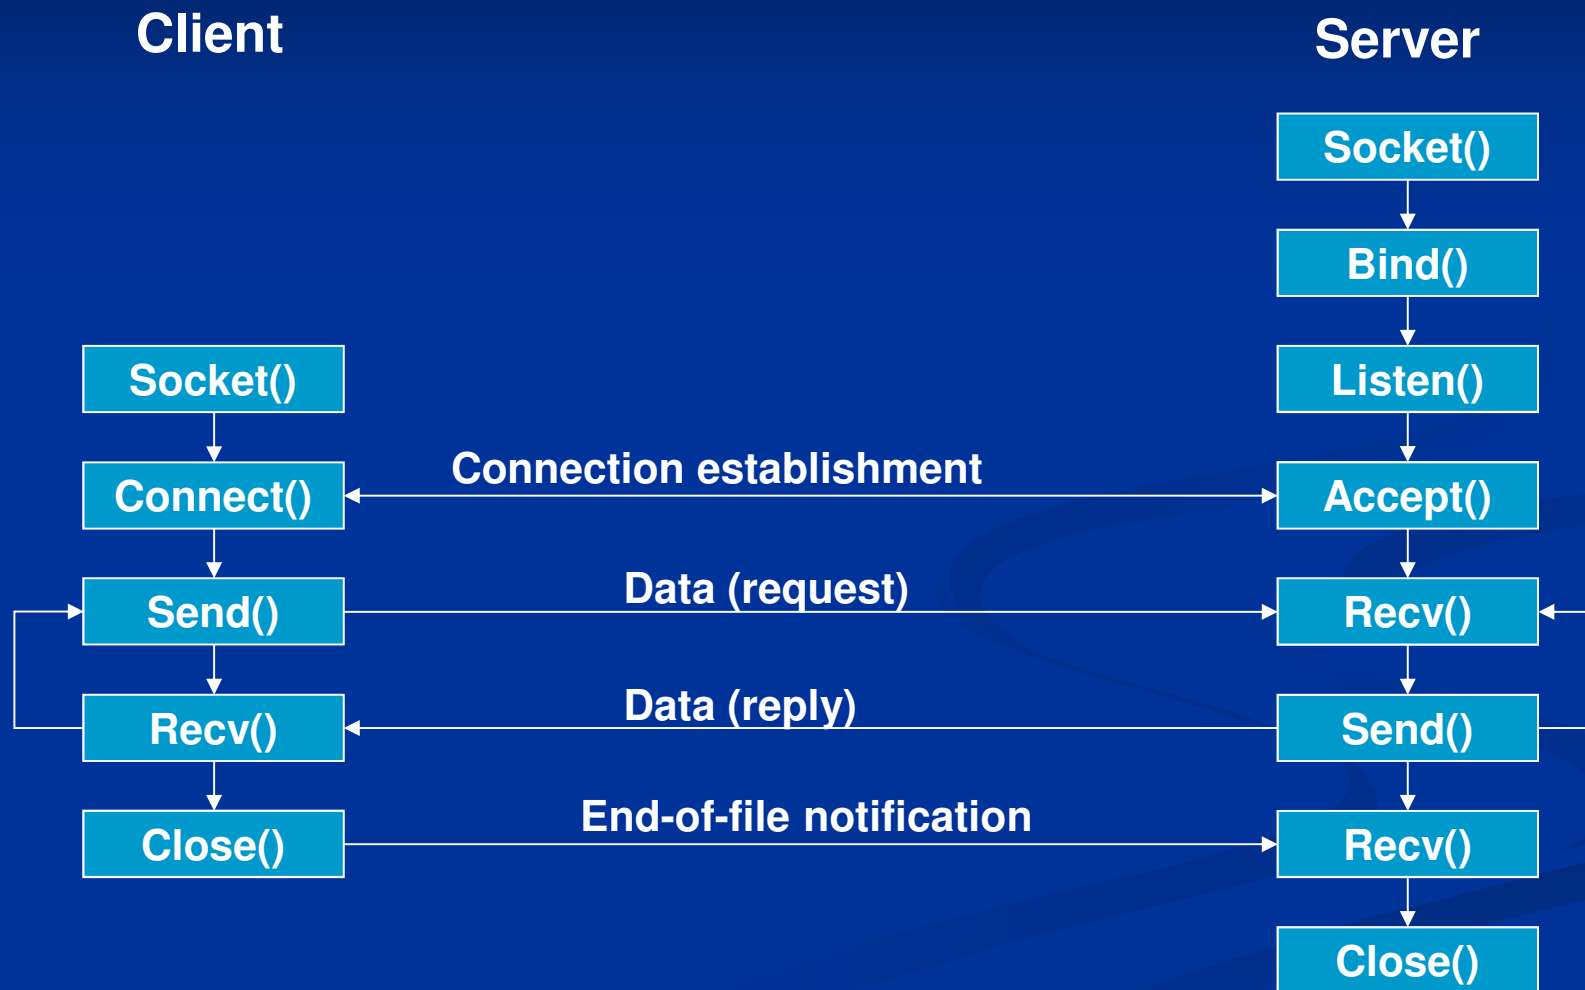 Client
Server
Socket()
Bind()
Socket()
Listen()
Connection establishment
Connect()
Accept()
Data (request)
Send()
Recv()
Data (reply)
Recv()
Send()
End-of-file notification
Close()
Recv()
Close()